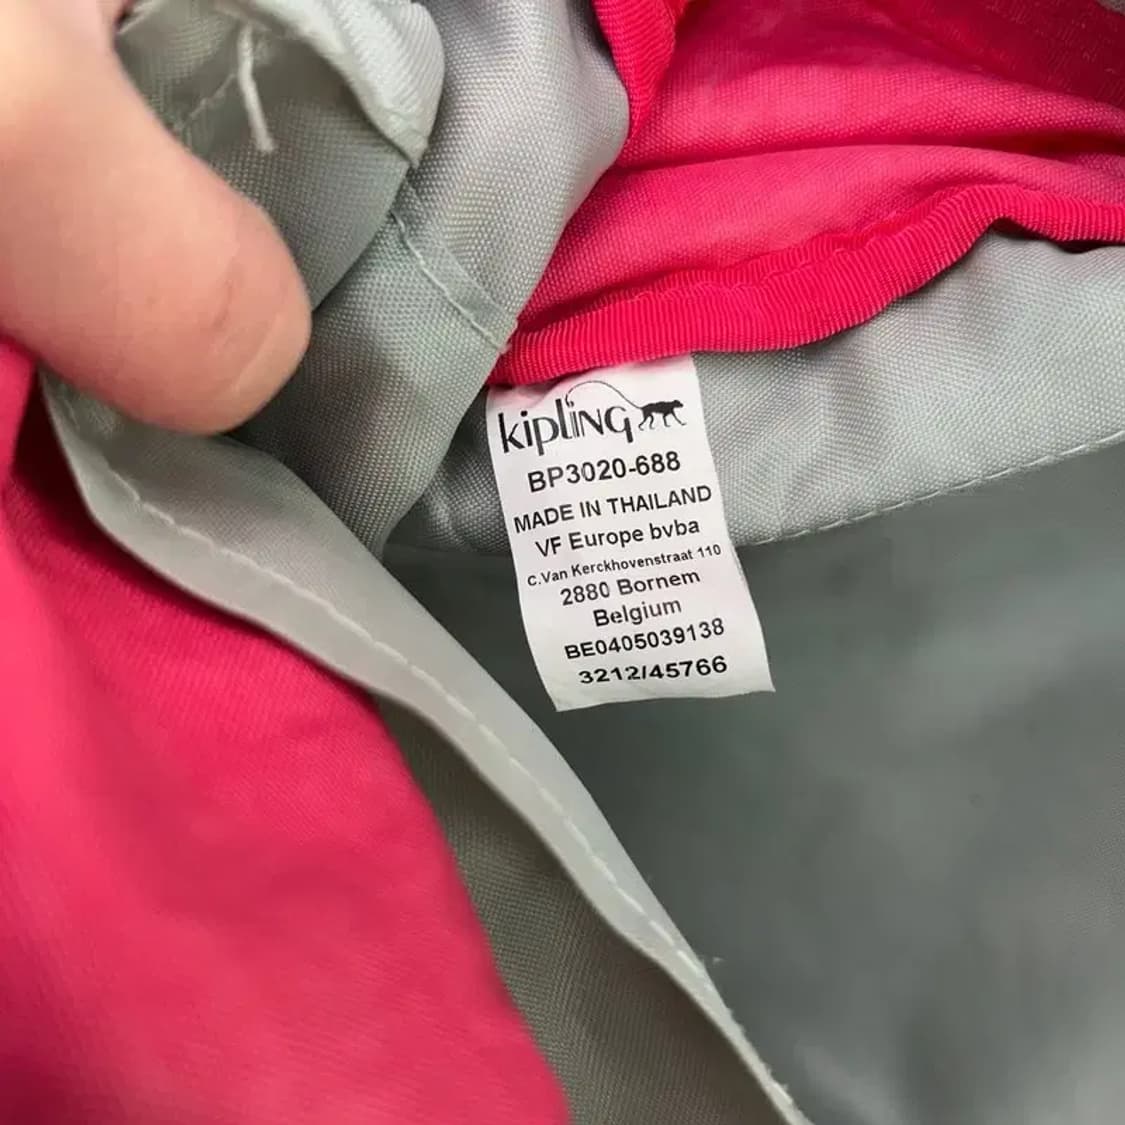 kipling
BP3020-688
MADE IN THAILAND
VF Europe bvba
C.Van Kerckhovenstraat 110
2880 Bornem
Belgium
BE0405039138
3212/45766